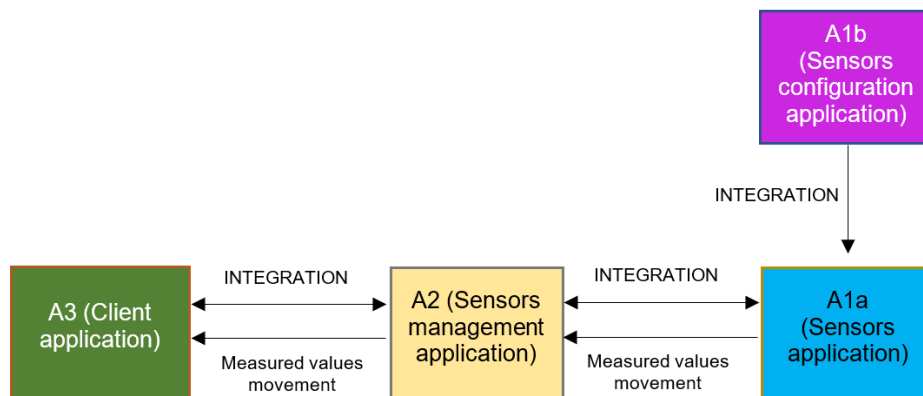 A1b
(Sensors
configuration
application)
INTEGRATION
INTEGRATION
INTEGRATION
A3 (Client
application)
A2 (Sensors
management
application)
A1a
(Sensors
application)
Measured values
movement
Measured values
movement